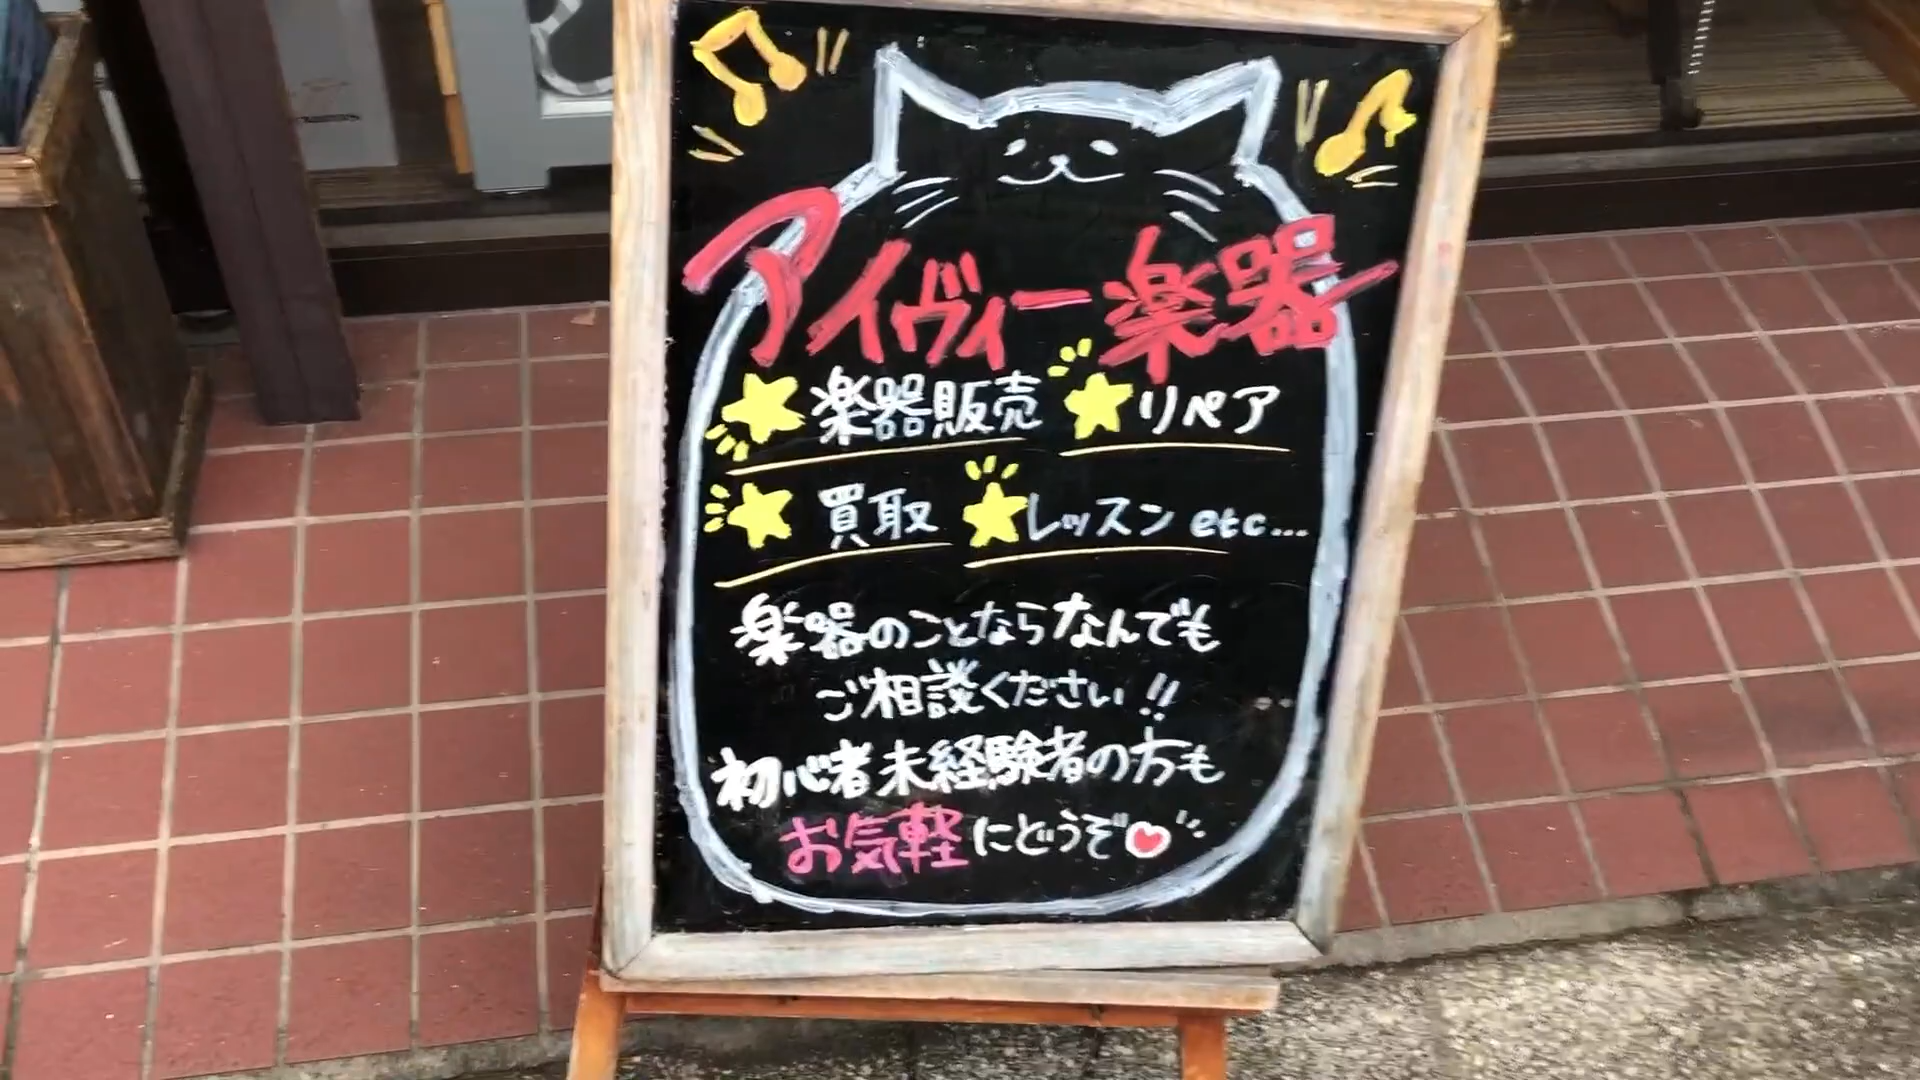 アイヴィー楽器
楽器販売 リペア
買取 レッスン etc...
楽器のことならなんでも
ご相談ください!!
初心者未経験者の方も
お気軽にどうぞ